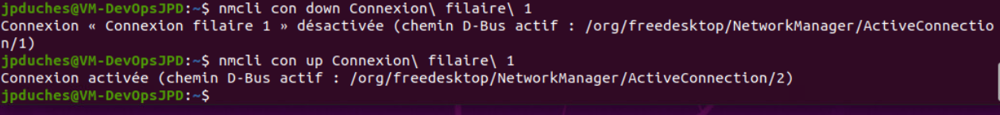 jpduches@VM-DevOpsJPD:~$ nmcli con down Connexion\ filaire\ 1
Connexion « Connexion filaire 1 » désactivée (chemin D-Bus actif : /org/freedesktop/NetworkManager/ActiveConnectio
n/1)
jpduches@VM-DevOpsJPD:~$ nmcli con up Connexion\ filaire\ 1
Connexion activée (chemin D-Bus actif : /org/freedesktop/NetworkManager/ActiveConnection/2)
jpduches@VM-DevOpsJPD:~$